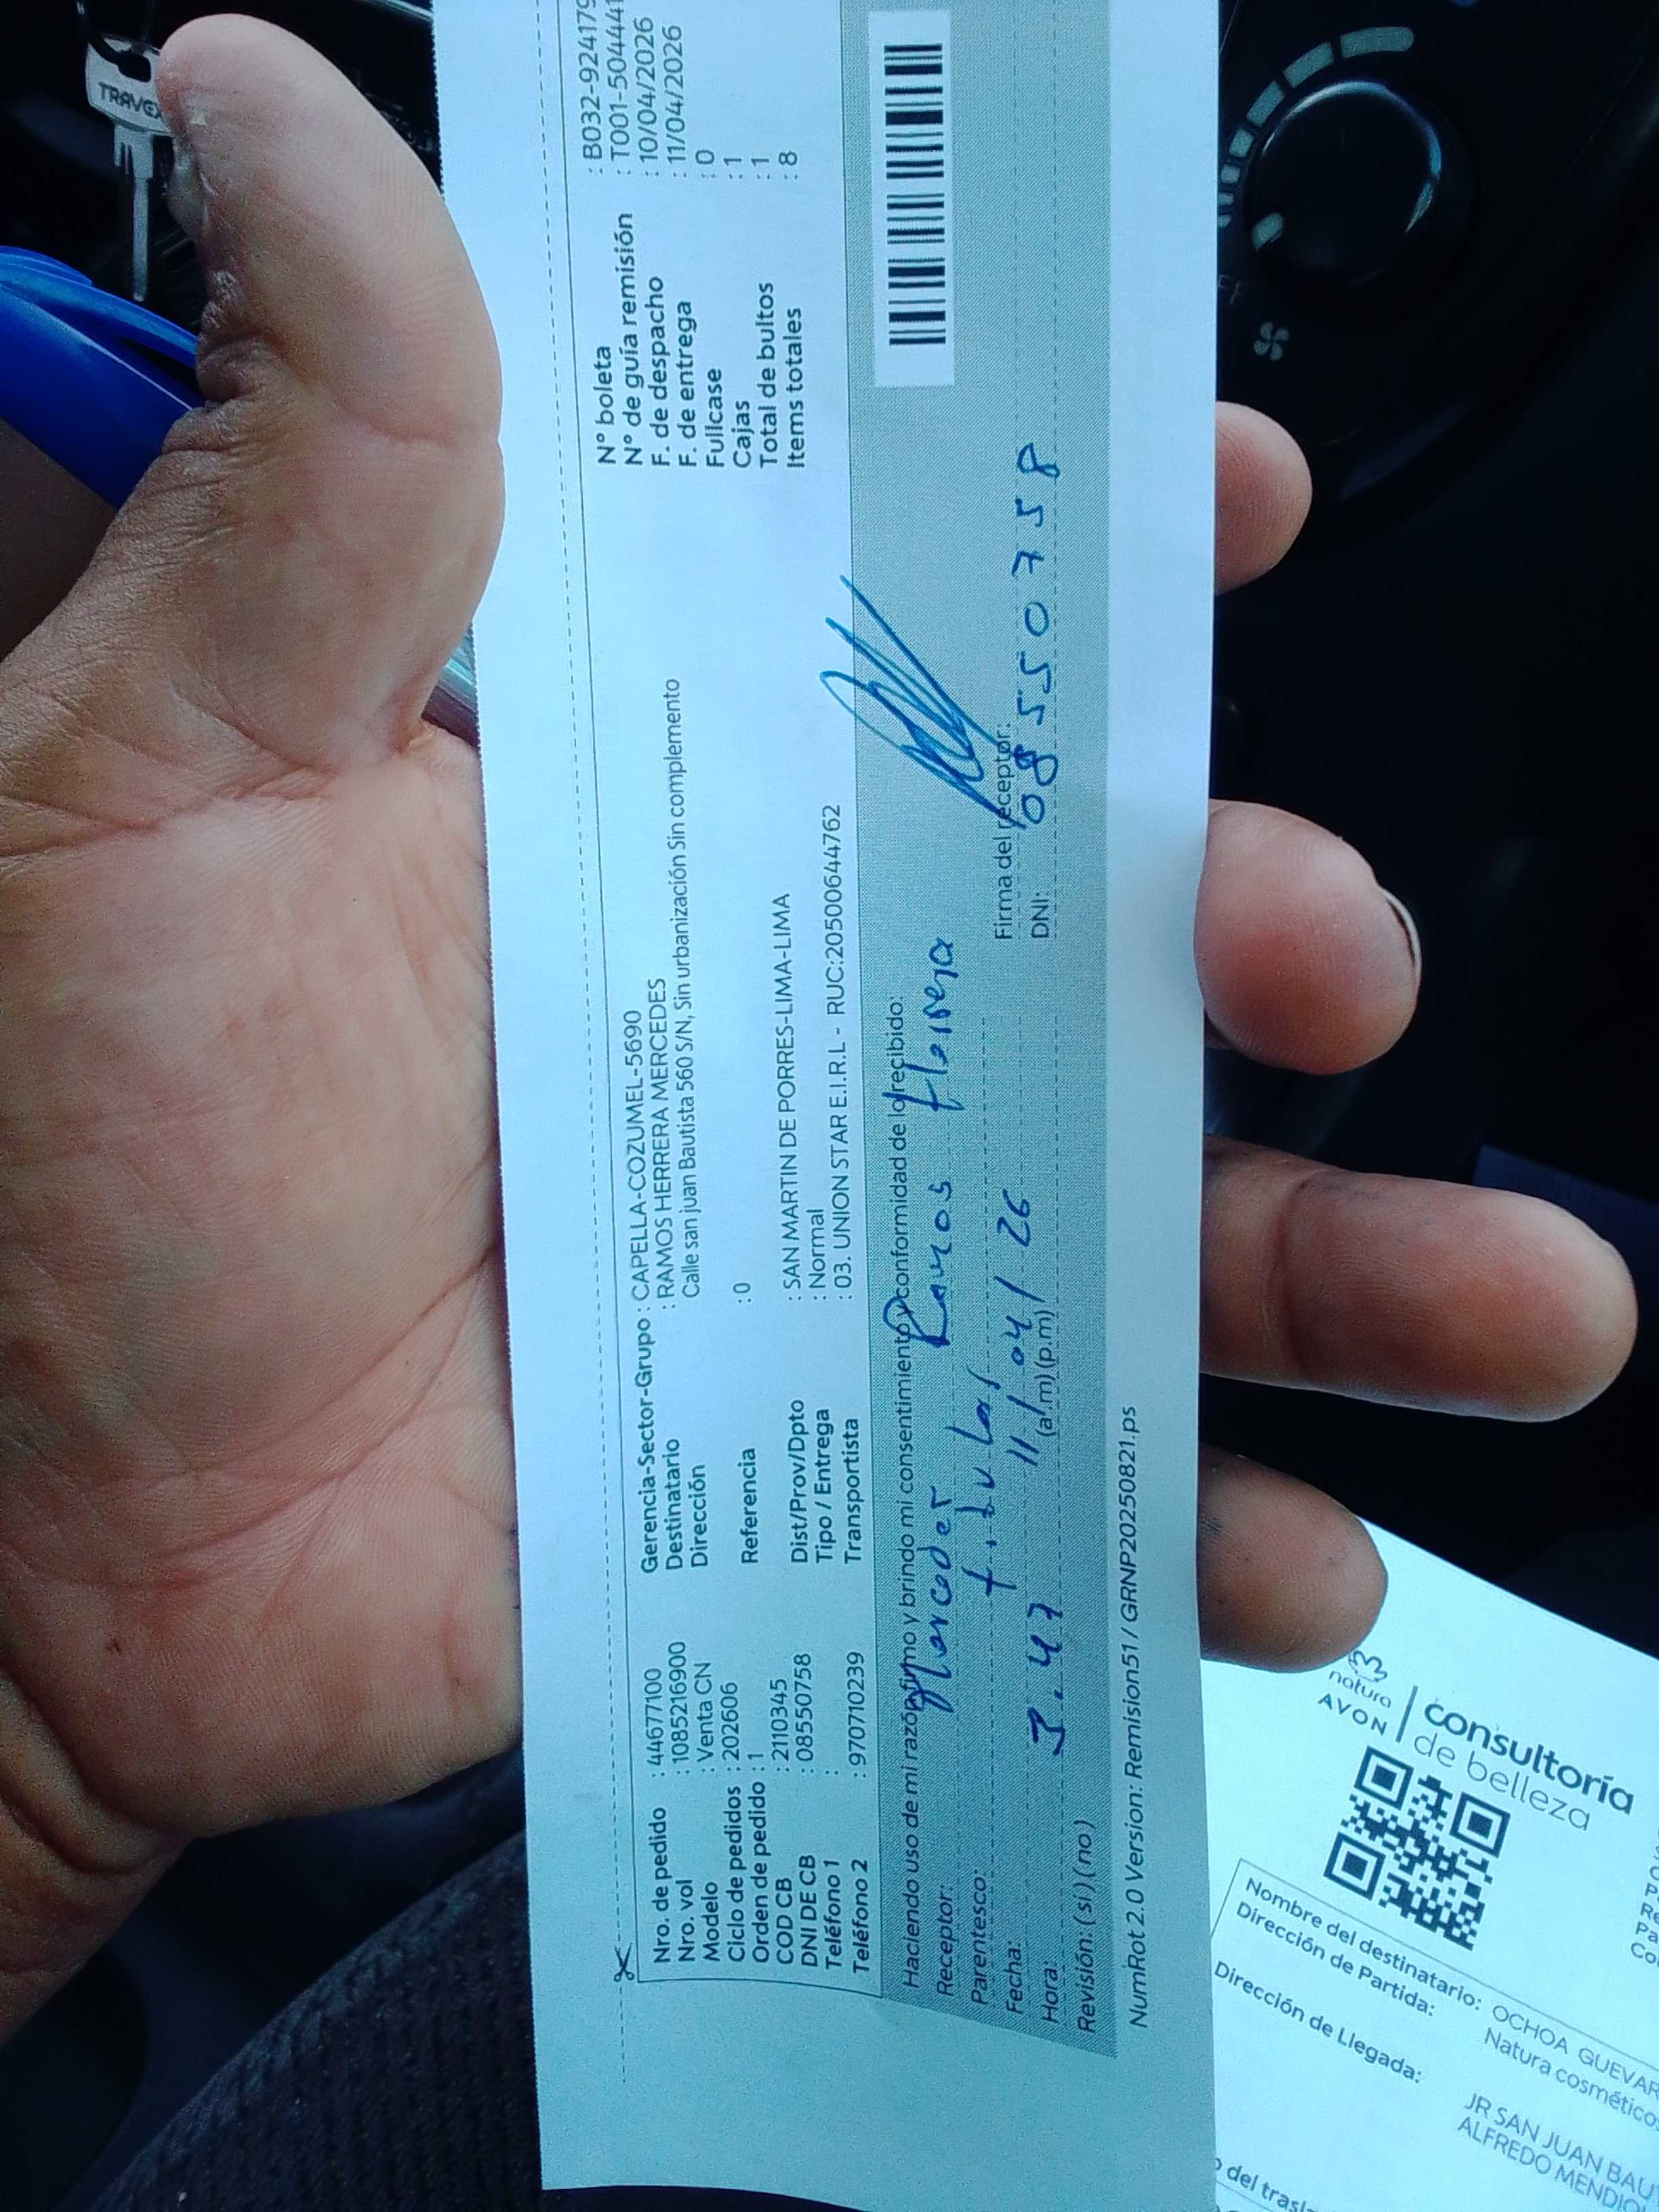 TRAVEX
Nro. de pedido : 44677100
Nro. vol : 1085216900
Modelo : Venta CN
Ciclo de pedidos : 202606
Orden de pedido : 1
COD CB : 2110345
DNI DE CB : 08550758
Teléfono 1 :
Teléfono 2 : 970710239
Gerencia-Sector-Grupo : CAPELLA-COZUMEL-5690
Destinatario : RAMOS HERRERA MERCEDES
Dirección Calle san juan Bautista 560 S/N, Sin urbanización Sin complemento
Referencia : 0
Dist/Prov/Dpto : SAN MARTIN DE PORRES-LIMA-LIMA
Tipo / Entrega : Normal
Transportista : 03. UNION STAR E.I.R.L - RUC:20500644762
N° boleta : B032-924179
N° de guía remisión : T001-504441
F. de despacho : 10/04/2026
F. de entrega : 11/04/2026
Fullcase : 0
Cajas : 1
Total de bultos : 1
Items totales : 8
Haciendo uso de mi razón firmo y brindo mi consentimiento y conformidad de lo recibido:
Receptor: Mercedes Ramos
Parentesco: titular
Fecha: 11/04/26
Hora: 3.47 (a.m) (p.m)
Revisión: (si) (no)
Firma del receptor:
DNI: 08550758
NumRot 2.0 Version: Remision51 / GRNP20250821.ps
natura
AVON
consultoría
de belleza
Nombre del destinatario: OCHOA GUEVAR
Dirección de Partida: Natura cosmético
Dirección de Llegada: JR SAN JUAN BAU
ALFREDO MENDIO